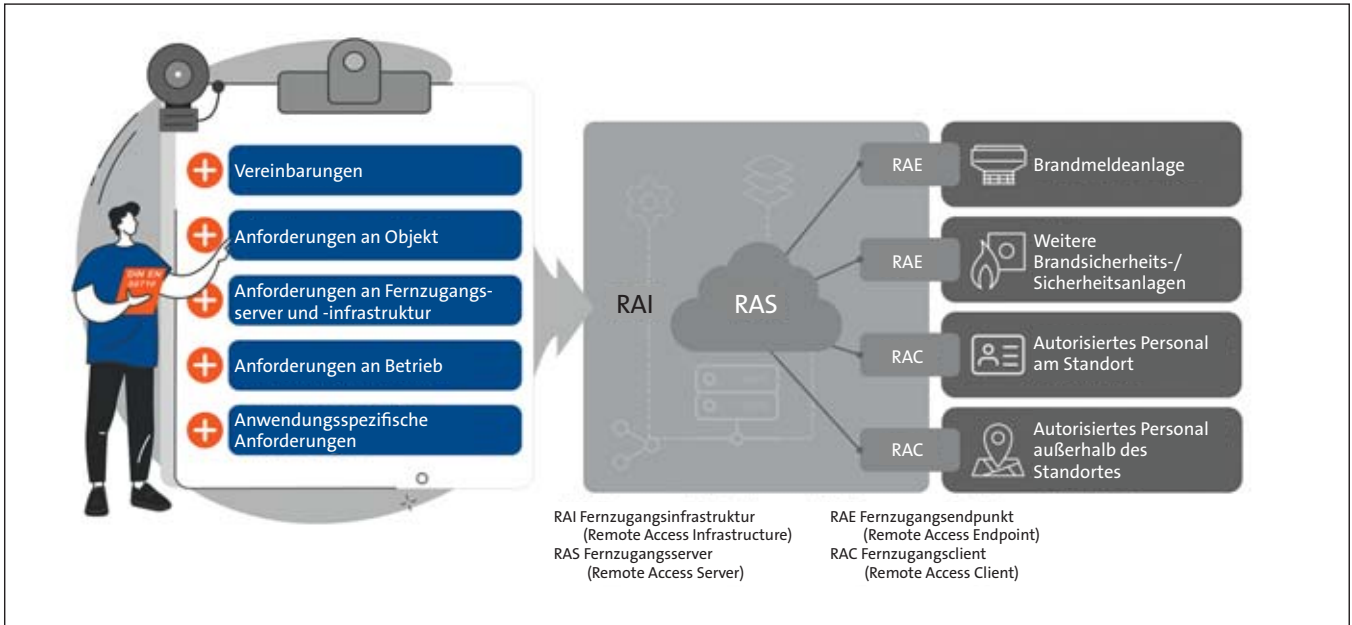 Vereinbarungen
Anforderungen an Objekt
DIN EN
Anforderungen an Fernzugangs-
server und -infrastruktur
Anforderungen an Betrieb
Anwendungsspezifische
Anforderungen
RAI
RAS
RAE
Brandmeldeanlage
RAE
Weitere
Brandsicherheits-/
Sicherheitsanlagen
RAC
Autorisiertes Personal
am Standort
RAC
Autorisiertes Personal
außerhalb des
Standortes
RAI Fernzugangsinfrastruktur
(Remote Access Infrastructure)
RAS Fernzugangsserver
(Remote Access Server)
RAE Fernzugangsendpunkt
(Remote Access Endpoint)
RAC Fernzugangsclient
(Remote Access Client)